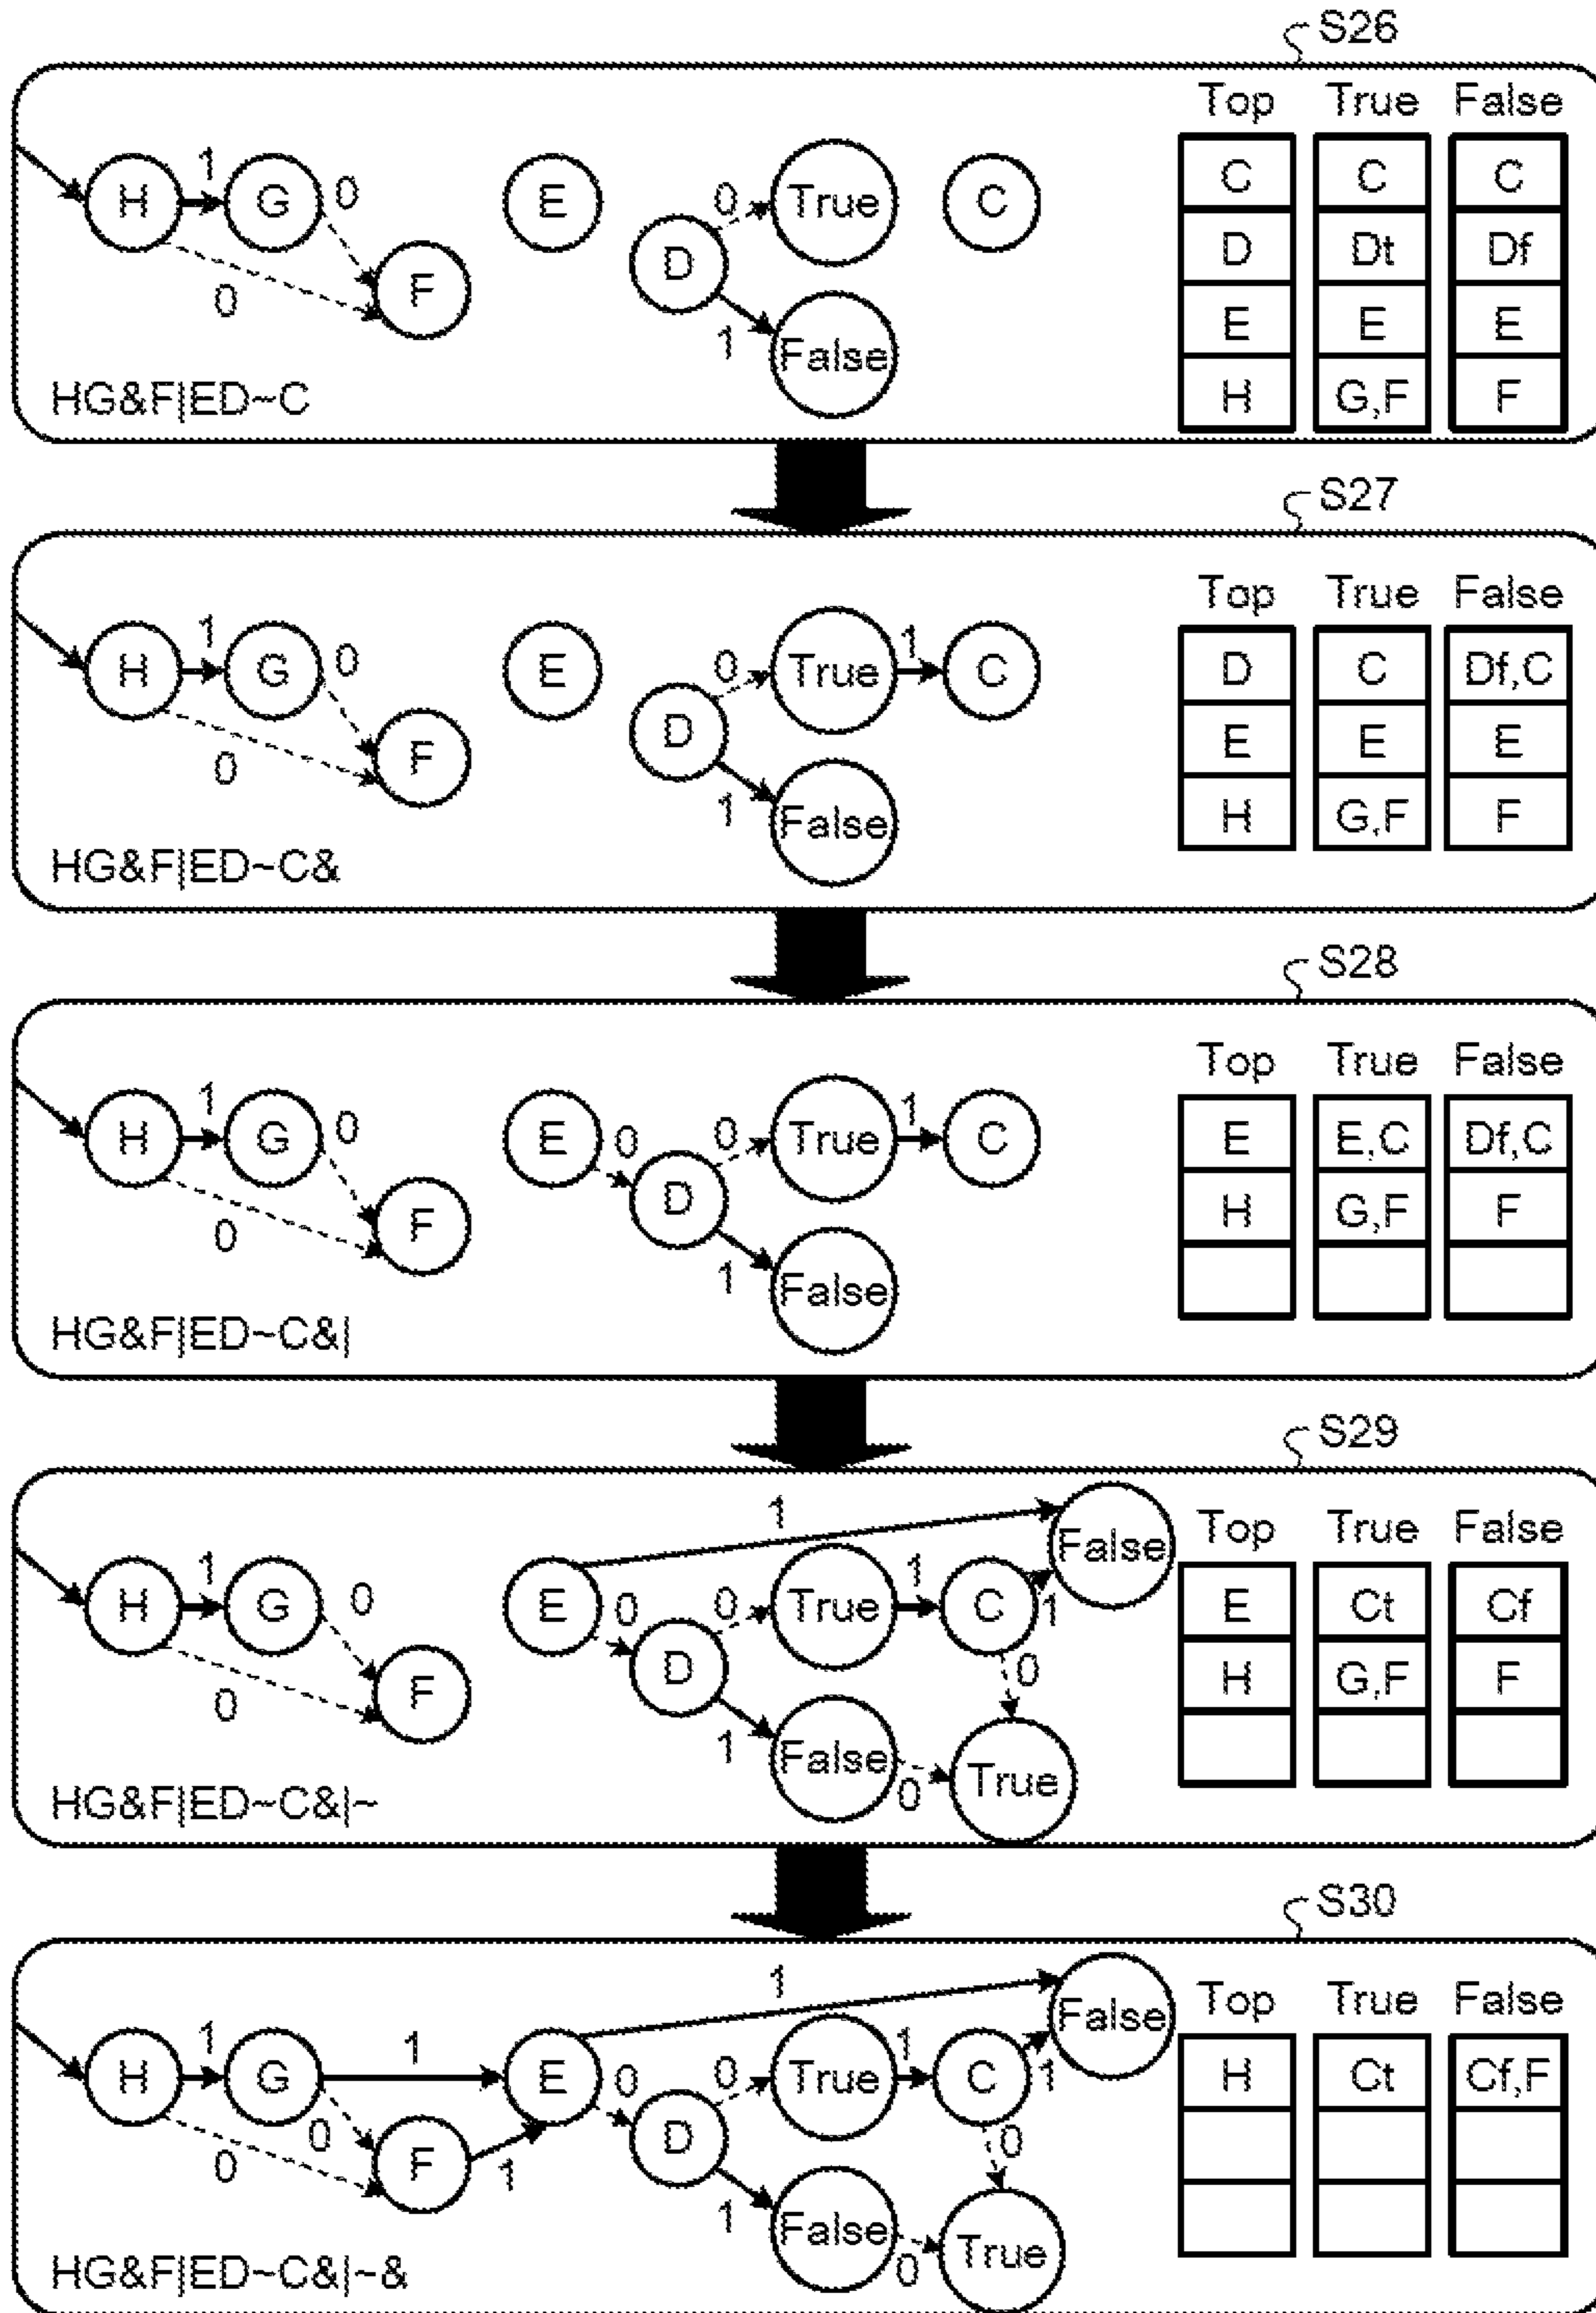 S26
Top True False
H 1 G 0 E 0 True C
C C C
D
D Dt Df
0 F
E E E
1 False
HG&F|ED~C
H G,F F
S27
Top True False
H 1 G 0 E 0 True 1 C
D C Df,C
D
E E E
0 F
1 False
H G,F F
HG&F|ED~C&
S28
Top True False
H 1 G 0 E 0 0 True 1 C
E E,C Df,C
D
H G,F F
0 F
1 False
HG&F|ED~C&|
S29
1 False
Top True False
H 1 G 0 E 0 0 True 1 C 1
E Ct Cf
D 0
H G,F F
0 F
1 False 0 True
HG&F|ED~C&|~
S30
1 False
Top True False
H 1 G 1 E 0 0 True 1 C 1
H Ct Cf,F
0 D 0
0 F 1
1 False 0 True
HG&F|ED~C&|~&